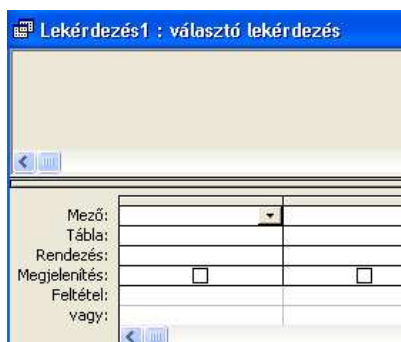 Lekérdezés1 : választó lekérdezés
Mező:
Tábla:
Rendezés:
Megjelenítés:
Feltétel:
vagy: